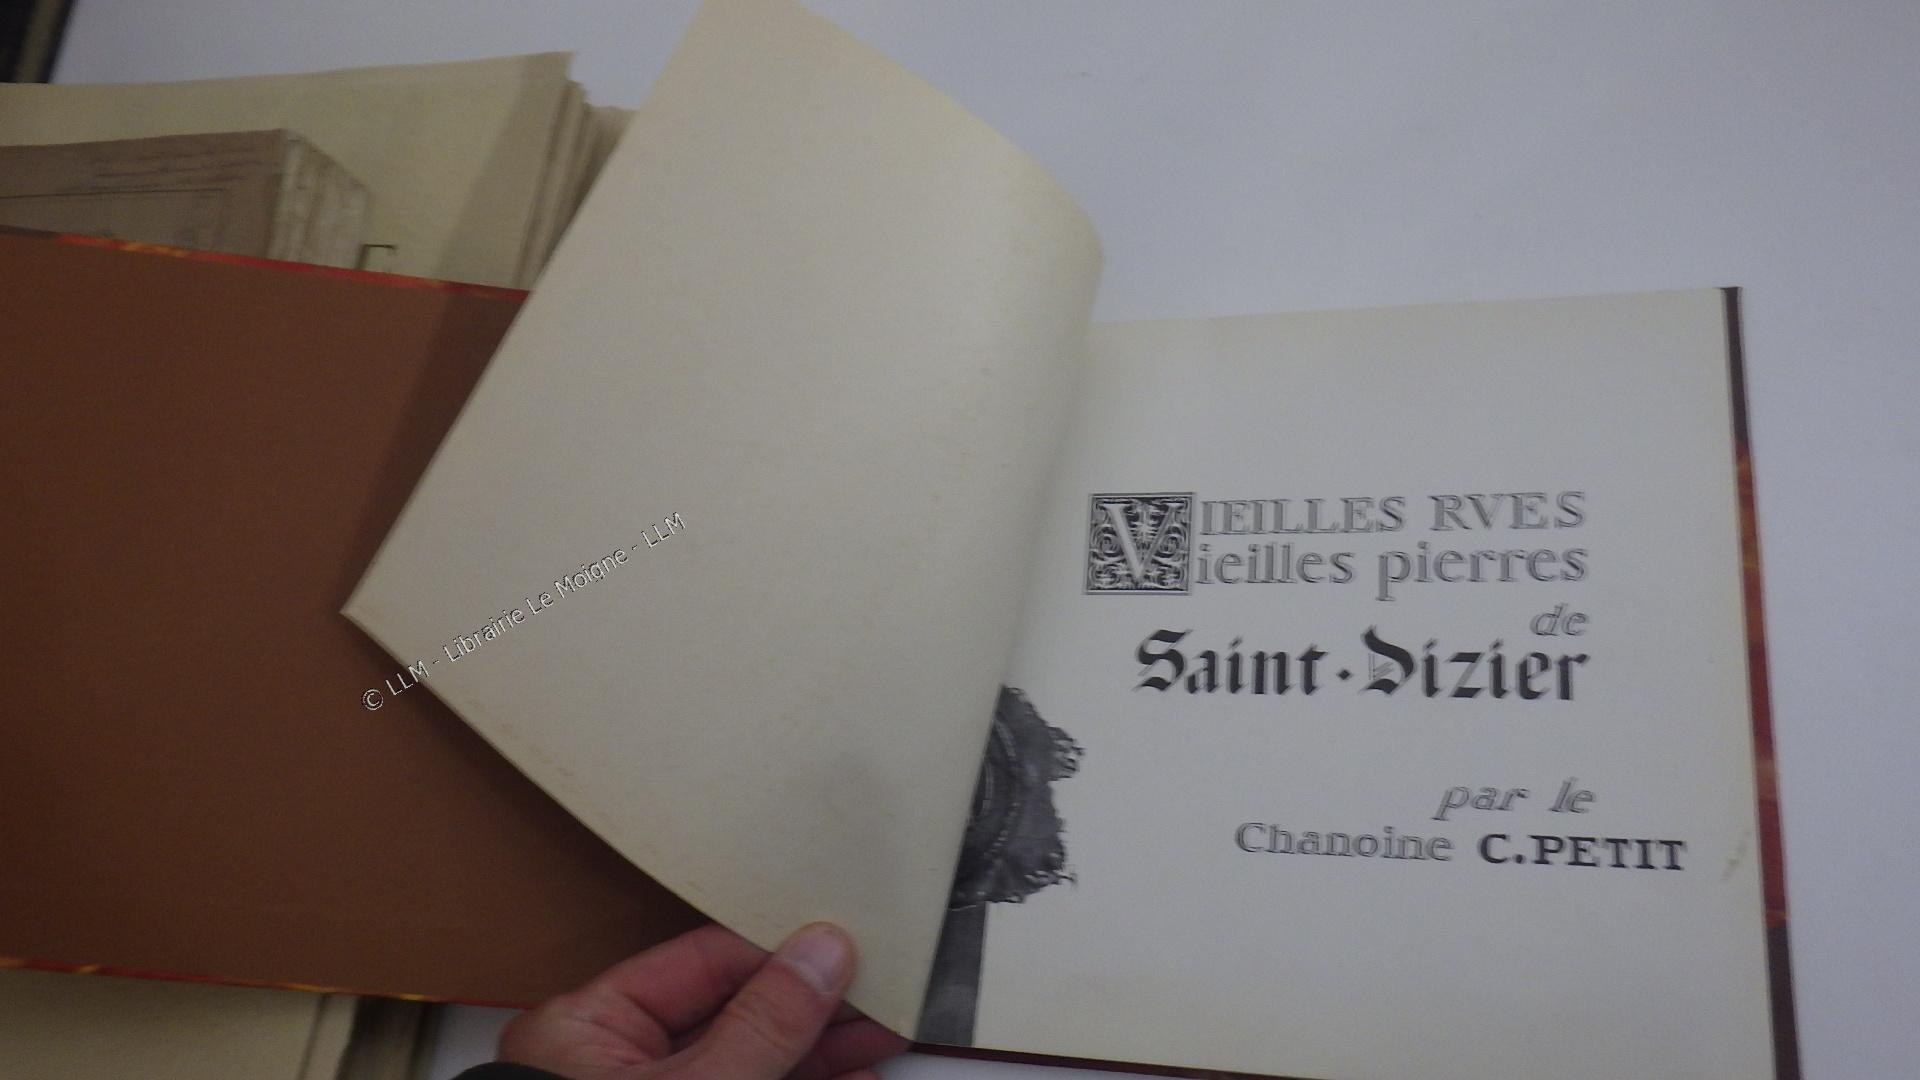 VIEILLES RVES
Vieilles pierres
de
Saint-Dizier
par le
Chanoine C.PETIT
© LLM - Librairie Le Moigne - LLM